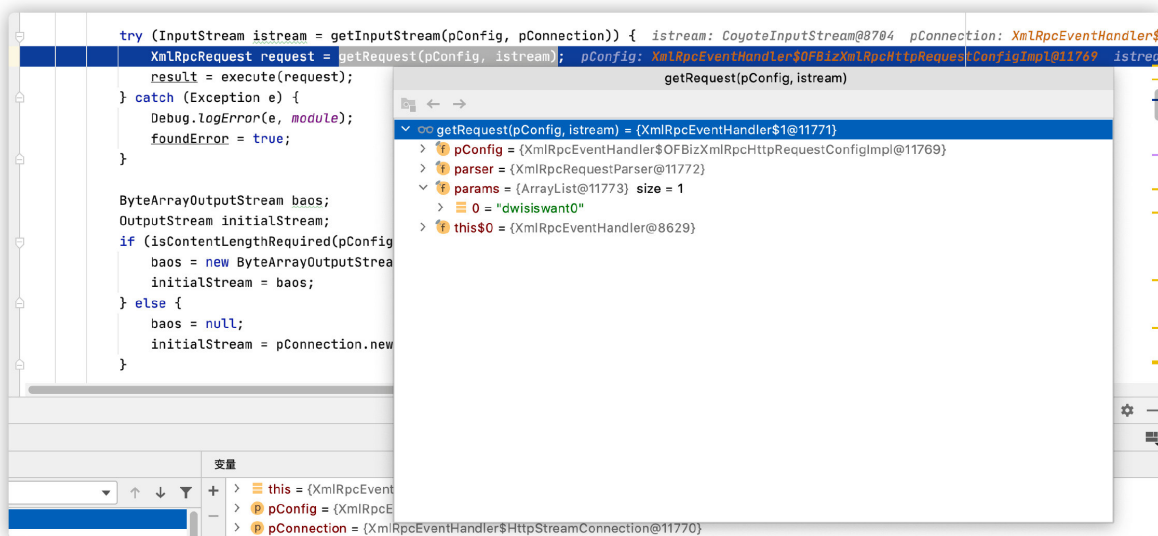 try (InputStream istream = getInputStream(pConfig, pConnection)) {  istream: CoyoteInputStream@8704  pConnection: XmlRpcEventHandler$
XmlRpcRequest request = getRequest(pConfig, istream);  pConfig: XmlRpcEventHandler$OFBizXmlRpcHttpRequestConfigImpl@11769  istrea
result = execute(request);
} catch (Exception e) {
Debug.logError(e, module);
foundError = true;
}
ByteArrayOutputStream baos;
OutputStream initialStream;
if (isContentLengthRequired(pConfig
baos = new ByteArrayOutputStrea
initialStream = baos;
} else {
baos = null;
initialStream = pConnection.new
}
getRequest(pConfig, istream)
getRequest(pConfig, istream) = {XmlRpcEventHandler$1@11771}
pConfig = {XmlRpcEventHandler$OFBizXmlRpcHttpRequestConfigImpl@11769}
parser = {XmlRpcRequestParser@11772}
params = {ArrayList@11773}  size = 1
0 = "dwisiswant0"
this$0 = {XmlRpcEventHandler@8629}
变量
this = {XmlRpcEvent
pConfig = {XmlRpcE
pConnection = {XmlRpcEventHandler$HttpStreamConnection@11770}